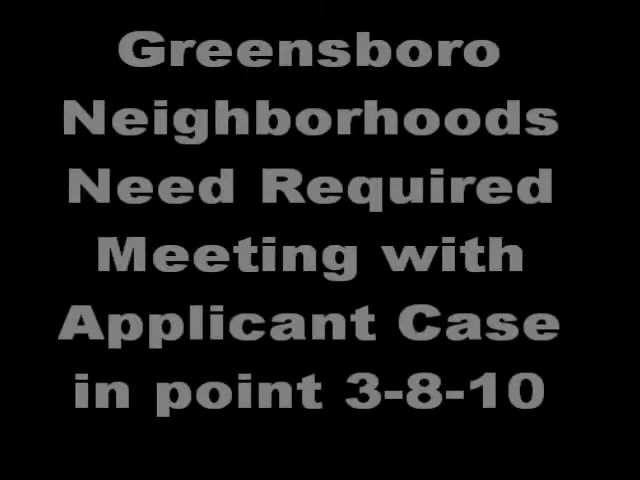 Greensboro
Neighborhoods
Need Required
Meeting with
Applicant Case
in point 3-8-10